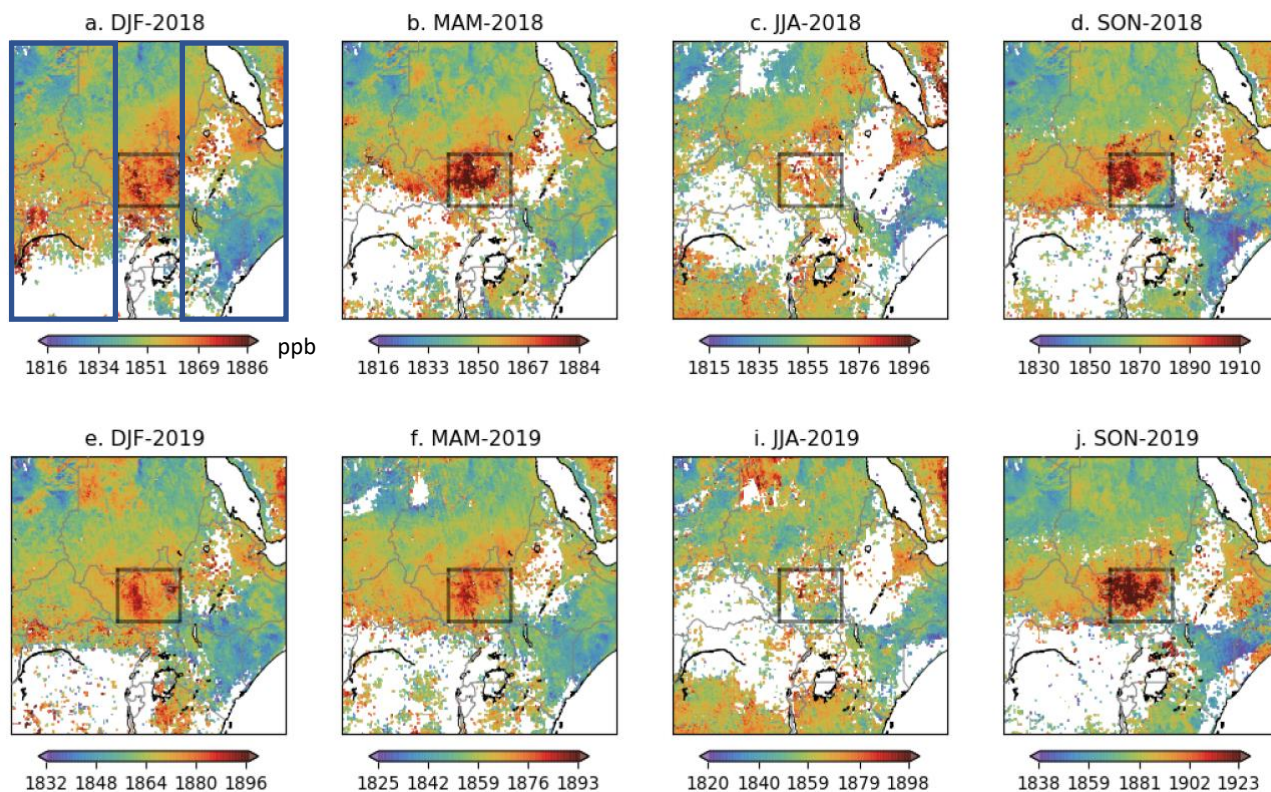 a. DJF-2018
b. MAM-2018
c. JJA-2018
d. SON-2018
1816 1834 1851 1869 1886
ppb
1816 1833 1850 1867 1884
1815 1835 1855 1876 1896
1830 1850 1870 1890 1910
e. DJF-2019
f. MAM-2019
i. JJA-2019
j. SON-2019
1832 1848 1864 1880 1896
1825 1842 1859 1876 1893
1820 1840 1859 1879 1898
1838 1859 1881 1902 1923